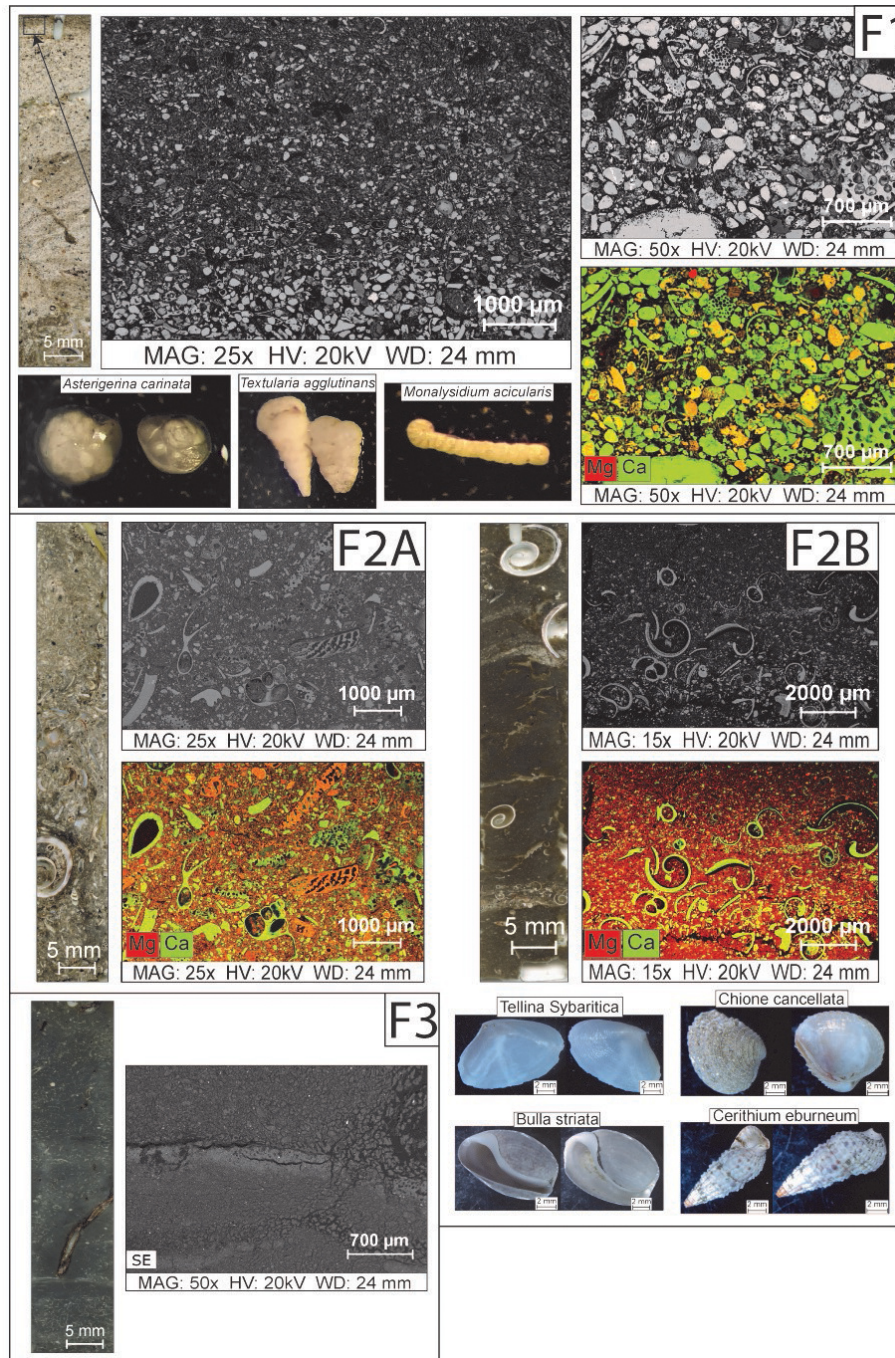 F1
5 mm
1000 µm
MAG: 25x HV: 20kV WD: 24 mm
700 µm
MAG: 50x HV: 20kV WD: 24 mm
Asterigerina carinata
Textularia agglutinans
Monalysidium acicularis
Mg Ca
700 µm
MAG: 50x HV: 20kV WD: 24 mm
F2A
5 mm
1000 µm
MAG: 25x HV: 20kV WD: 24 mm
Mg Ca
1000 µm
MAG: 25x HV: 20kV WD: 24 mm
F2B
5 mm
2000 µm
MAG: 15x HV: 20kV WD: 24 mm
Mg Ca
2000 µm
MAG: 15x HV: 20kV WD: 24 mm
F3
5 mm
SE
700 µm
MAG: 50x HV: 20kV WD: 24 mm
Tellina Sybaritica
2 mm
2 mm
Chione cancellata
2 mm
2 mm
Bulla striata
2 mm
2 mm
Cerithium eburneum
2 mm
2 mm